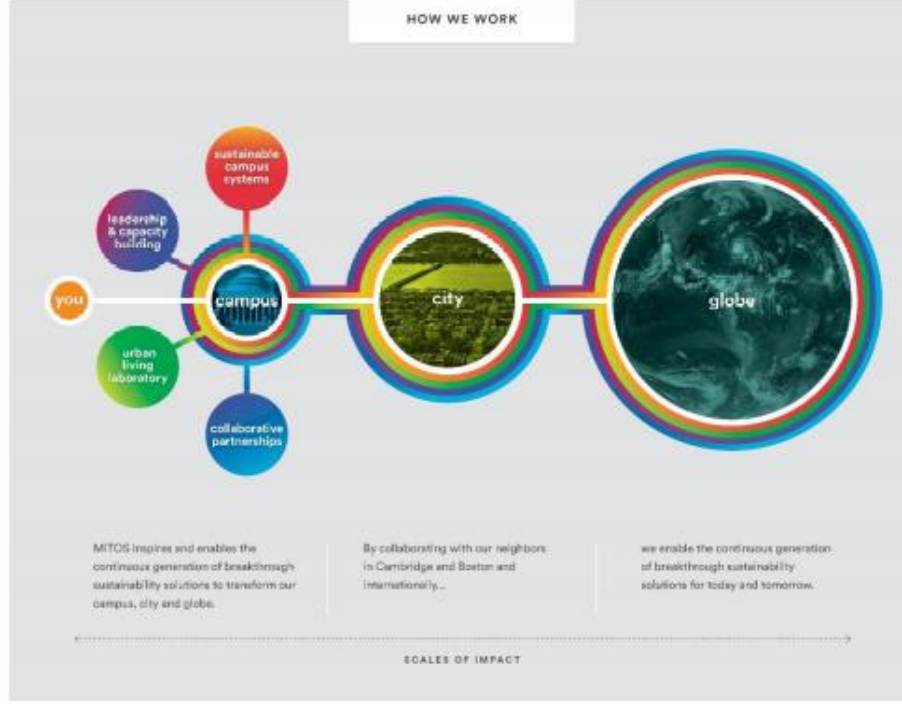 HOW WE WORK
sustainable
campus
systems
leadership
& capacity
building
you
campus
city
globe
urban
living
laboratory
collaborative
partnerships
MITOS inspires and enables the
continuous generation of breakthrough
sustainability solutions to transform our
campus, city and globe.
By collaborating with our neighbors
in Cambridge and Boston and
internationally...
we enable the continuous generation
of breakthrough sustainability
solutions for today and tomorrow.
SCALES OF IMPACT